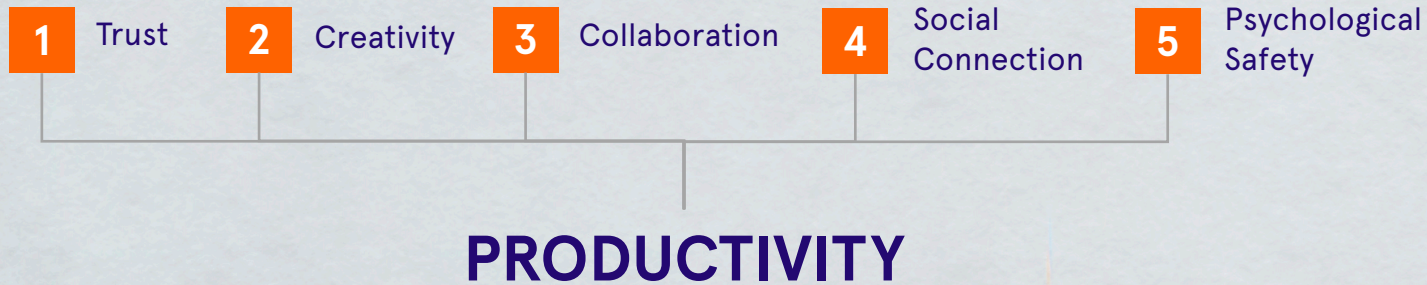 1 Trust
2 Creativity
3 Collaboration
4 Social
Connection
5 Psychological
Safety
PRODUCTIVITY